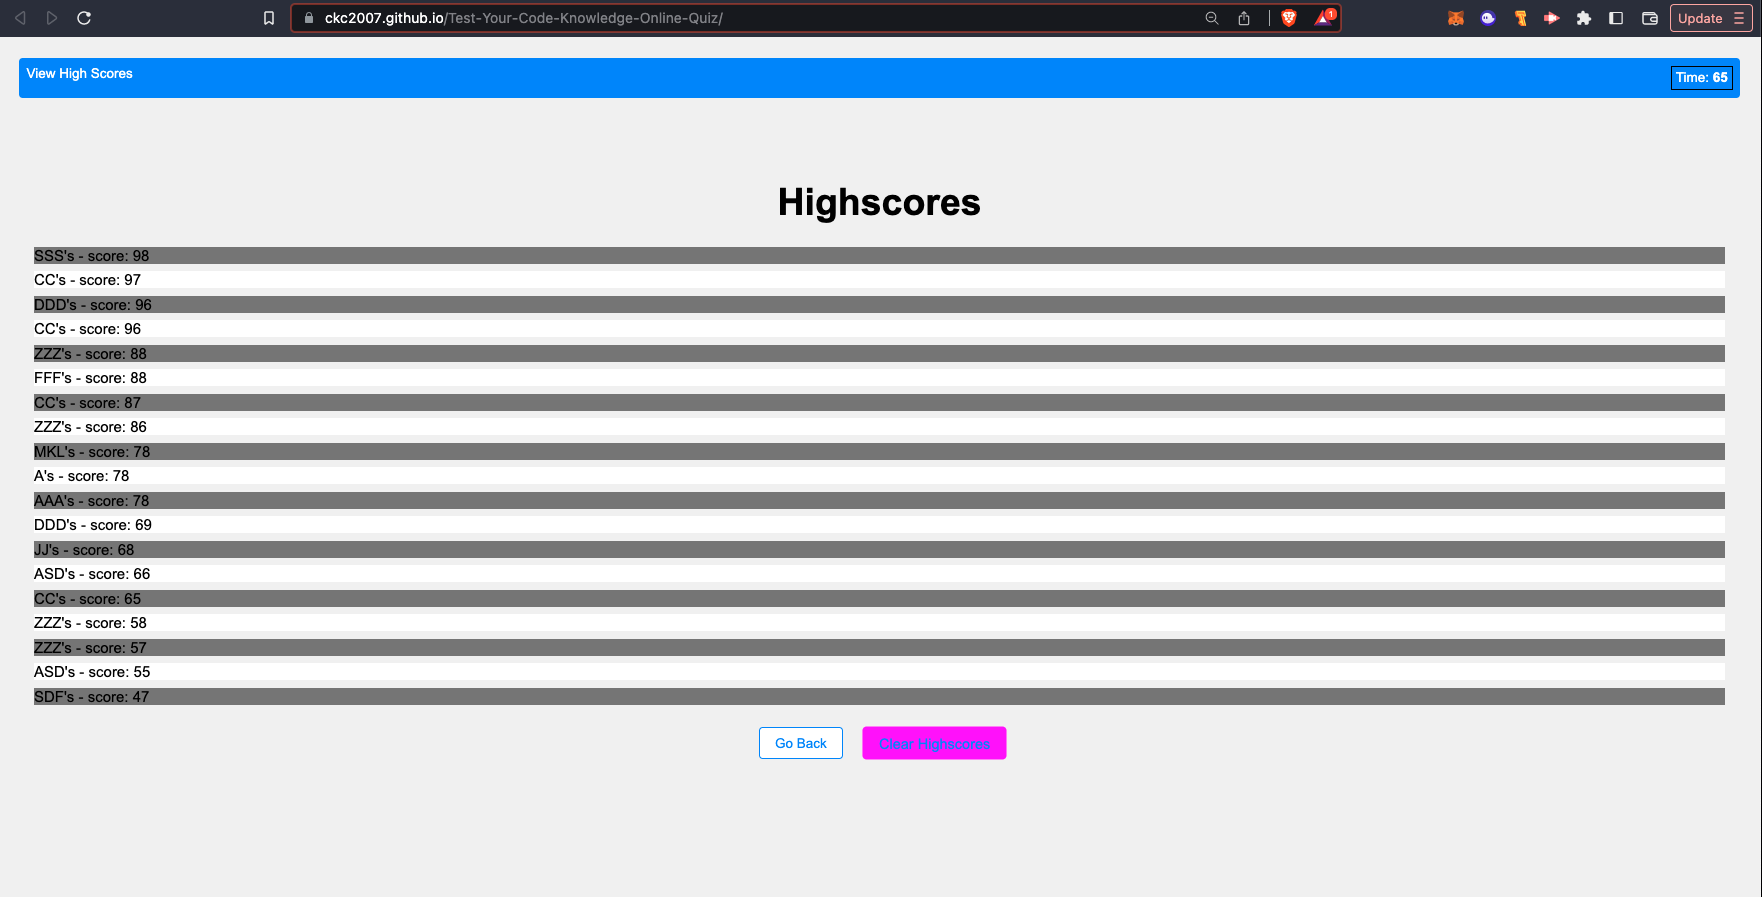 ckc2007.github.io/Test-Your-Code-Knowledge-Online-Quiz/
1
Update
View High Scores
Time: 65
Highscores
SSS's - score: 98
CC's - score: 97
DDD's - score: 96
CC's - score: 96
ZZZ's - score: 88
FFF's - score: 88
CC's - score: 87
ZZZ's - score: 86
MKL's - score: 78
A's - score: 78
AAA's - score: 78
DDD's - score: 69
JJ's - score: 68
ASD's - score: 66
CC's - score: 65
ZZZ's - score: 58
ZZZ's - score: 57
ASD's - score: 55
SDF's - score: 47
Go Back
Clear Highscores